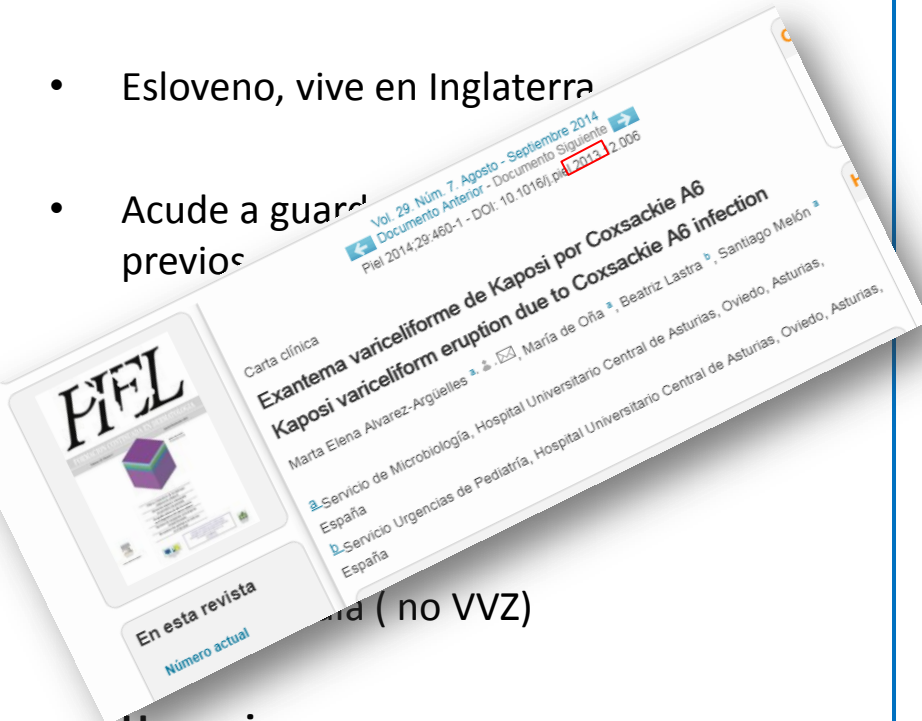 • Esloveno, vive en Inglaterra
• Acude a
previos
Vol. 29. Núm. 7. Agosto - Septiembre 2014
Documento Anterior - Documento Siguiente
Piel 2014;29:460-1 - DOI: 10.1016/j.piel.2013.12.006
Carta clínica
Exantema variceliforme de Kaposi por Coxsackie A6
Kaposi variceliform eruption due to Coxsackie A6 infection
Marta Elena Alvarez-Argüelles a, , María de Oña a, Beatriz Lastra b, Santiago Melón a
a Servicio de Microbiología, Hospital Universitario Central de Asturias, Oviedo, Asturias,
España
b Servicio Urgencias de Pediatría, Hospital Universitario Central de Asturias, Oviedo, Asturias,
España
PIEL
En esta revista
Número actual
( no VVZ)